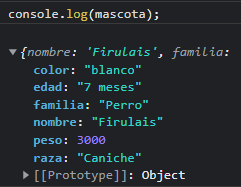 console.log(mascota);
▼{nombre: 'Firulais', familia:
color: "blanco"
edad: "7 meses"
familia: "Perro"
nombre: "Firulais"
peso: 3000
raza: "Caniche"
▶[[Prototype]]: Object